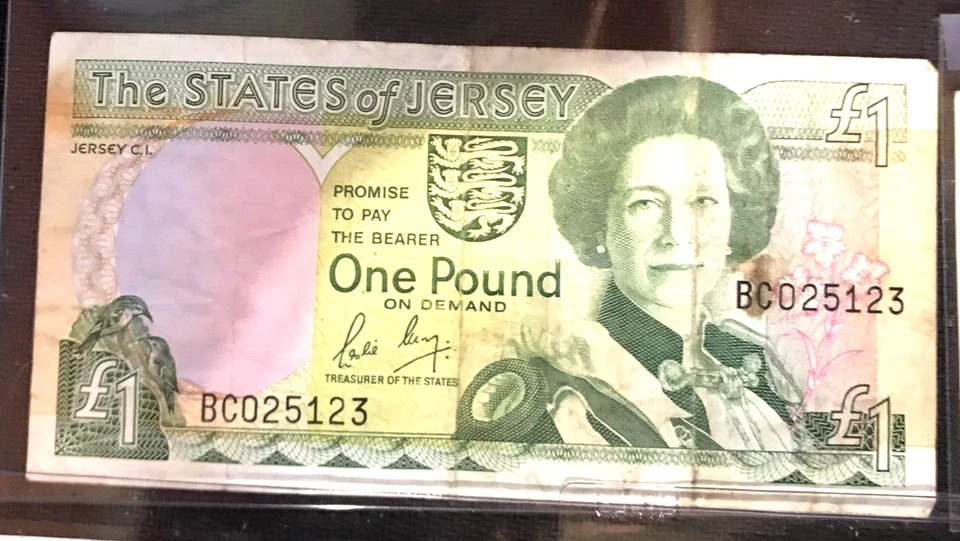 The STATES of JERSEY
£1
JERSEY C.I.
PROMISE
TO PAY
THE BEARER
One Pound
ON DEMAND
TREASURER OF THE STATES
BC025123
£1
BC025123
£1